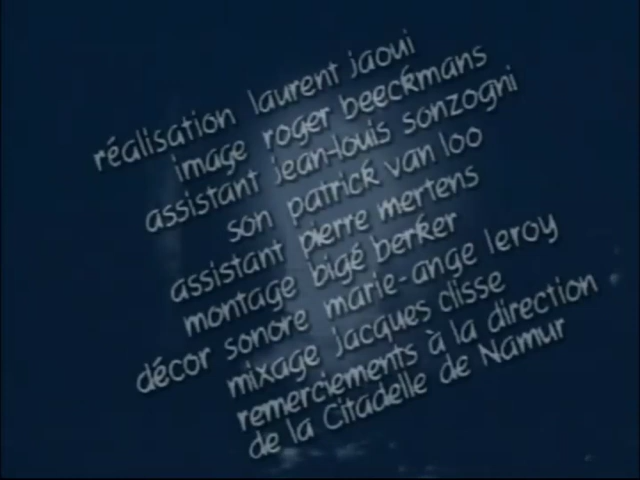 réalisation laurent jaoui
image roger beeckmans
assistant jean-louis sonzogni
son patrick van loo
assistant pierre mertens
montage bigé berker
décor sonore marie-ange leroy
mixage jacques clisse
remerciements à la direction
de la Citadelle de Namur